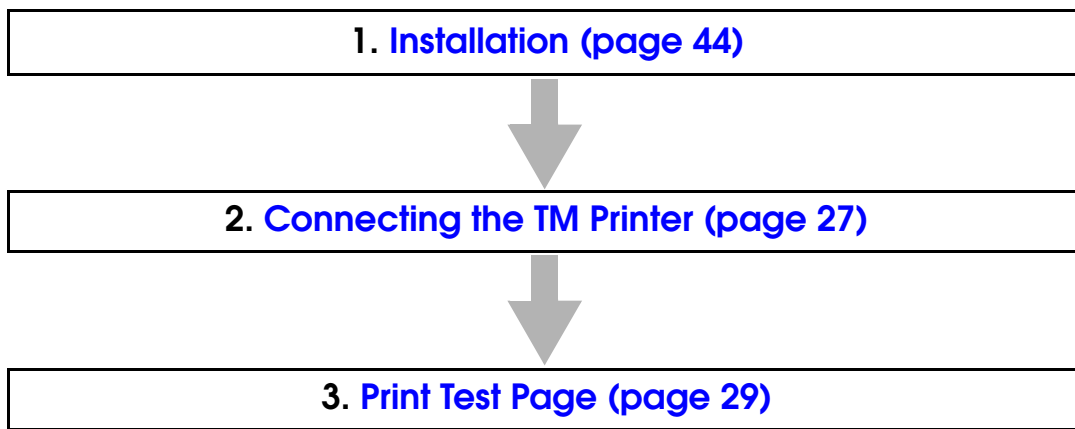 1. Installation (page 44)
2. Connecting the TM Printer (page 27)
3. Print Test Page (page 29)